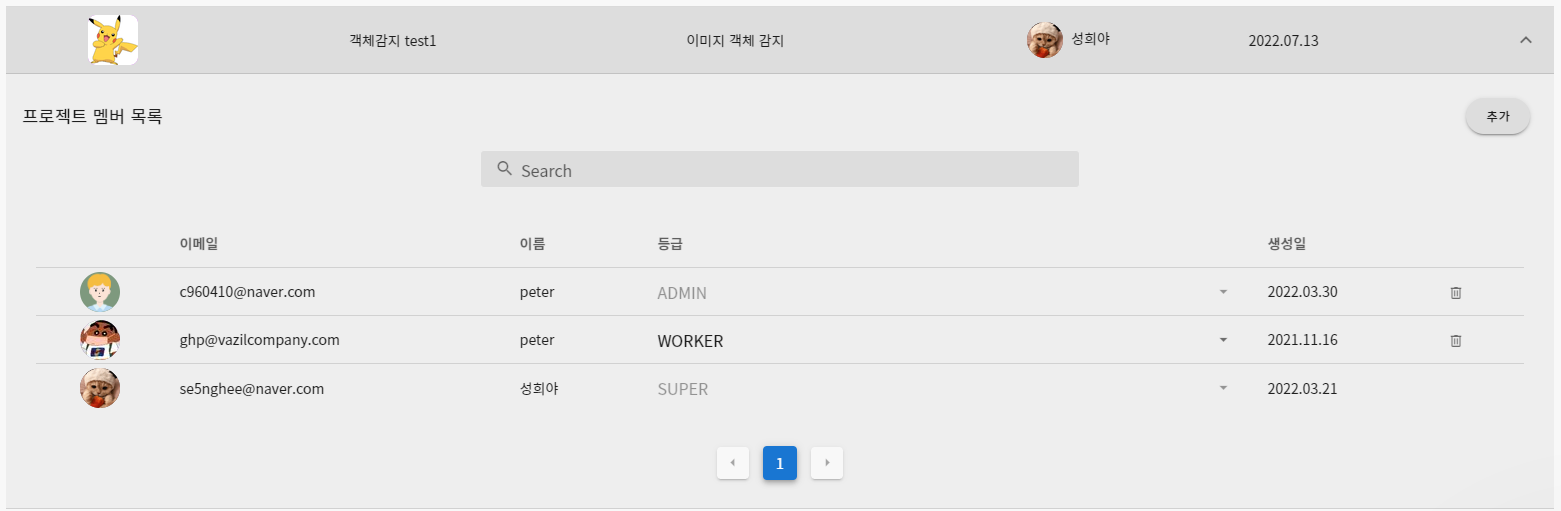 객체감지 test1 이미지 객체 감지 성희야 2022.07.13
프로젝트 멤버 목록 추가
Search
이메일 이름 등급 생성일
c960410@naver.com peter ADMIN 2022.03.30
ghp@vazilcompany.com peter WORKER 2021.11.16
se5nghee@naver.com 성희야 SUPER 2022.03.21
1